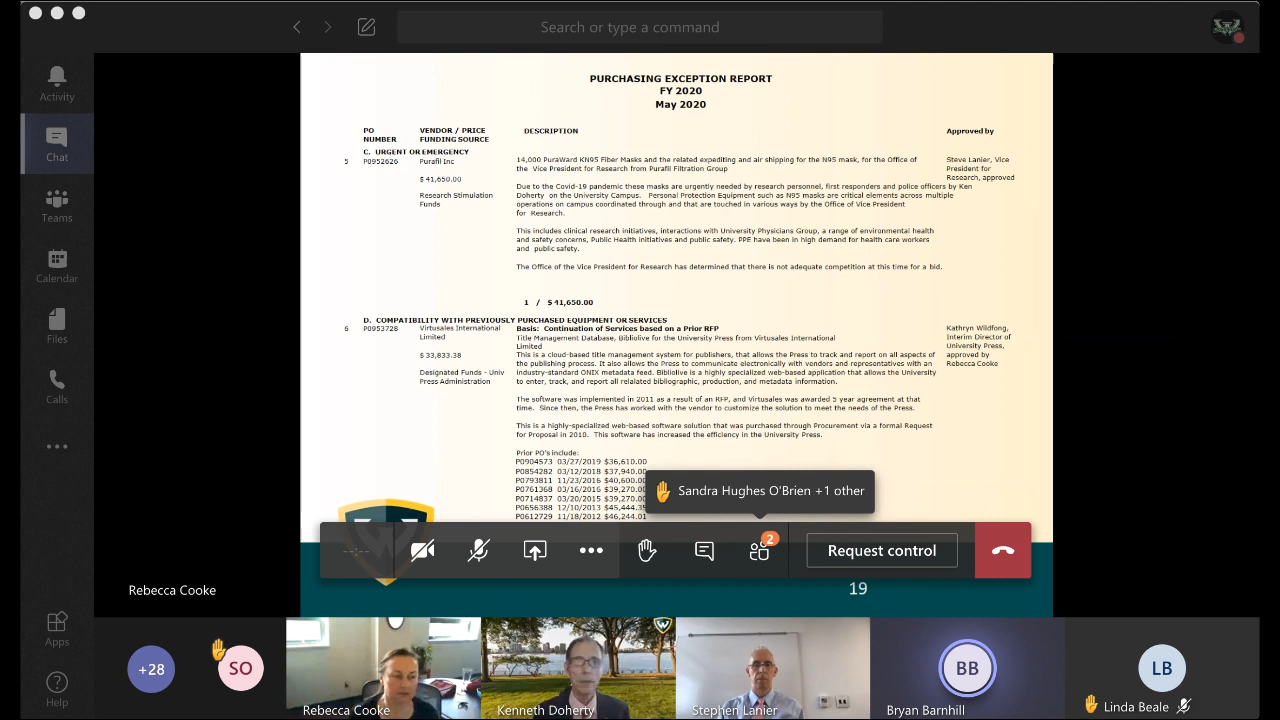 Search or type a command
Activity
Chat
Teams
Calendar
Files
Calls
Apps
Help
PURCHASING EXCEPTION REPORT
FY 2020
May 2020
PO NUMBER
VENDOR / PRICE FUNDING SOURCE
DESCRIPTION
Approved by
C. URGENT OR EMERGENCY
5
P0952626
Purafil Inc
$ 41,650.00
Research Stimulation
Funds
14,000 PuraWard KN95 Fiber Masks and the related expediting and air shipping for the N95 mask, for the Office of
the Vice President for Research from Purafil Filtration Group
Due to the Covid-19 pandemic these masks are urgently needed by research personnel, first responders and police officers by Ken
Doherty on the University Campus. Personal Prptection Equipment such as N95 masks are critical elements across multiple
operations on campus coordinated through and that are touched in various ways by the Office of Vice President
for Research.
This includes clinical research initiatives, interactions with University Physicians Group, a range of environmental health
and safety concerns, Public Health initiatives and public safety. PPE have been in high demand for health care workers
and public safety.
The Office of the Vice President for Research has determined that there is not adequate competition at this time for a bid.
Steve Lanier, Vice
President for
Research, approved
1 / $ 41,650.00
D. COMPATIBILITY WITH PREVIOUSLY PURCHASED EQUIPMENT OR SERVICES
6
P0953728
Virtusales International
Limited
$ 33,833.38
Designated Funds - Univ
Press Administration
Basis: Continuation of Services based on a Prior RFP
Title Management Database, Bibliolive for the University Press from Virtusales International
Limited
This is a cloud-based title management system for publishers, that allows the Press to track and report on all aspects of
the publishing process. It also allows the Press to communicate electronically with vendors and representatives with an
industry-standard ONIX metadata feed. Bibliolive is a highly specialized web-based application that allows the University
to enter, track, and report all relalated bibliographic, production, and metadata information.
The software was implemented in 2011 as a result of an RFP, and Virtusales was awarded 5 year agreement at that
time. Since then, the Press has worked with the vendor to customize the solution to meet the needs of the Press.
This is a highly-specialized web-based software solution that was purchased through Procurement via a formal Request
for Proposal in 2010. This software has increased the efficiency in the University Press.
Prior PO's include:
P0904573 03/27/2019 $36,610.00
P0854282 03/12/2018 $37,940.00
P0793811 11/23/2016 $40,600.00
P0761368 03/16/2016 $39,270.00
P0714837 03/20/2015 $39,270.00
P0656388 12/10/2013 $45,444.35
P0612729 11/18/2012 $46,244.01
Kathryn Wildfong,
Interim Director of
University Press,
approved by
Rebecca Cooke
Sandra Hughes O'Brien +1 other
--:--
2
Request control
19
Rebecca Cooke
+28
SO
Rebecca Cooke
Kenneth Doherty
Stephen Lanier
BB
Bryan Barnhill
LB
Linda Beale